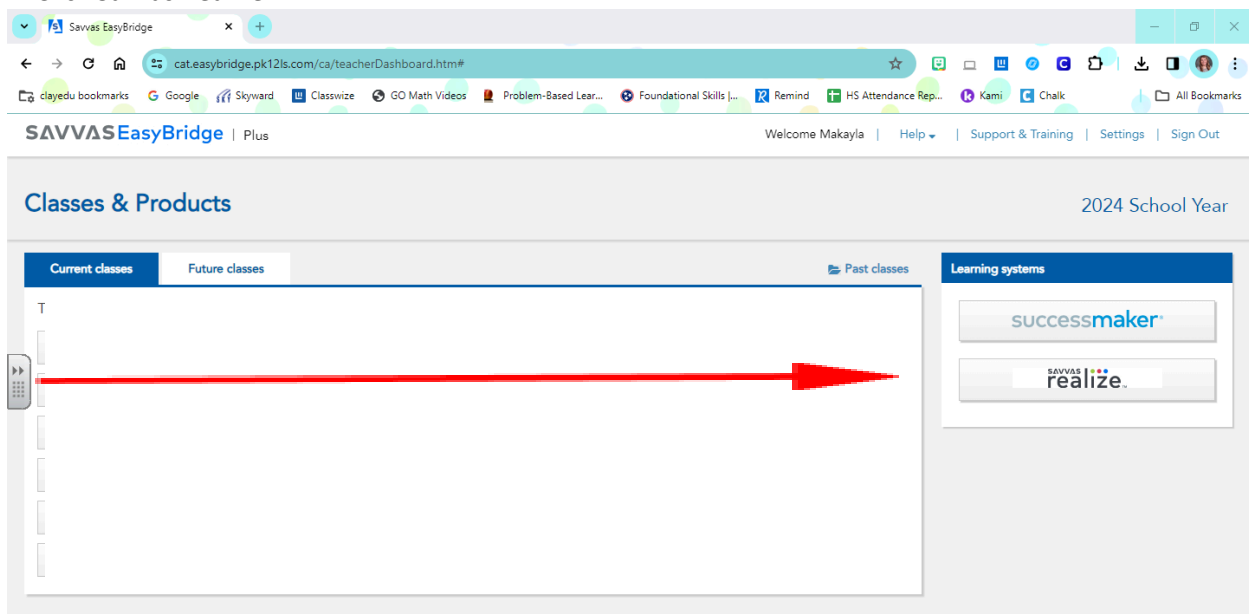 Savvas EasyBridge
cat.easybridge.pk12ls.com/ca/teacherDashboard.htm#
clayedu bookmarks Google Skyward Classwize GO Math Videos Problem-Based Lear... Foundational Skills |... Remind HS Attendance Rep... Kami Chalk All Bookmarks
SAVVAS EasyBridge | Plus Welcome Makayla | Help | Support & Training | Settings | Sign Out
Classes & Products 2024 School Year
Current classes Future classes Past classes Learning systems
T
successmaker
SAVVAS realize